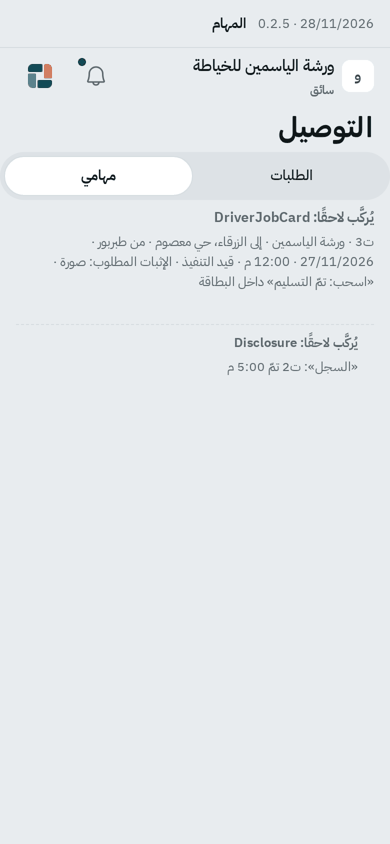 المهام 0.2.5 · 28/11/2026
ورشة الياسمين للخياطة
و
سائق
التوصيل
الطلبات
مهامي
يُركَّب لاحقًا: DriverJobCard
ت3 · ورشة الياسمين · إلى الزرقاء، حي معصوم · من طبربور ·
27/11/2026 · 12:00 م · قيد التنفيذ · الإثبات المطلوب: صورة ·
«اسحب: تمّ التسليم» داخل البطاقة
يُركَّب لاحقًا: Disclosure
«السجل»: ت2 تمّ 5:00 م